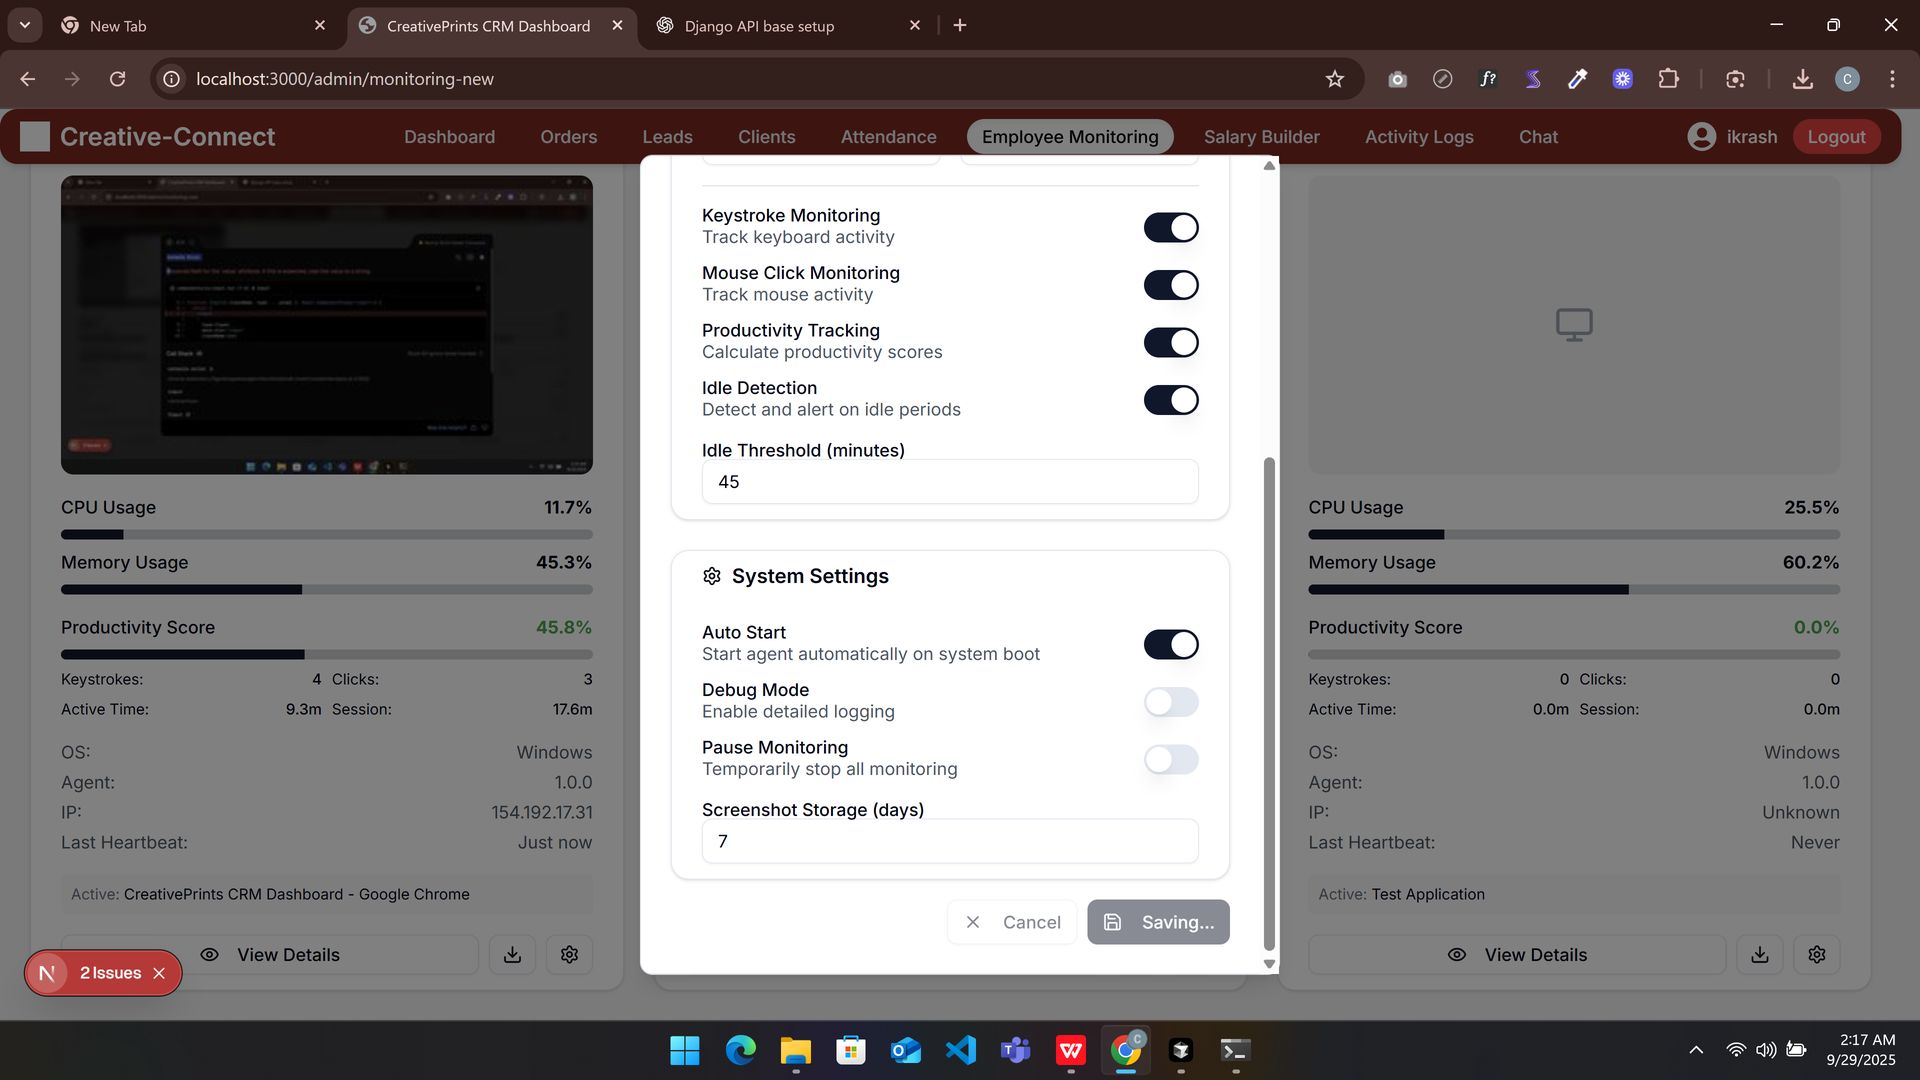 New Tab
CreativePrints CRM Dashboard
Django API base setup
localhost:3000/admin/monitoring-new
Creative-Connect
Dashboard
Orders
Leads
Clients
Attendance
Employee Monitoring
Salary Builder
Activity Logs
Chat
ikrash
Logout
Keystroke Monitoring
Track keyboard activity
Mouse Click Monitoring
Track mouse activity
Productivity Tracking
Calculate productivity scores
Idle Detection
Detect and alert on idle periods
Idle Threshold (minutes)
45
System Settings
Auto Start
Start agent automatically on system boot
Debug Mode
Enable detailed logging
Pause Monitoring
Temporarily stop all monitoring
Screenshot Storage (days)
7
Cancel
Saving...
CPU Usage 11.7%
Memory Usage 45.3%
Productivity Score 45.8%
Keystrokes: 4 Clicks: 3
Active Time: 9.3m Session: 17.6m
OS: Windows
Agent: 1.0.0
IP: 154.192.17.31
Last Heartbeat: Just now
Active: CreativePrints CRM Dashboard - Google Chrome
View Details
N 2 Issues
CPU Usage 25.5%
Memory Usage 60.2%
Productivity Score 0.0%
Keystrokes: 0 Clicks: 0
Active Time: 0.0m Session: 0.0m
OS: Windows
Agent: 1.0.0
IP: Unknown
Last Heartbeat: Never
Active: Test Application
View Details
2:17 AM
9/29/2025